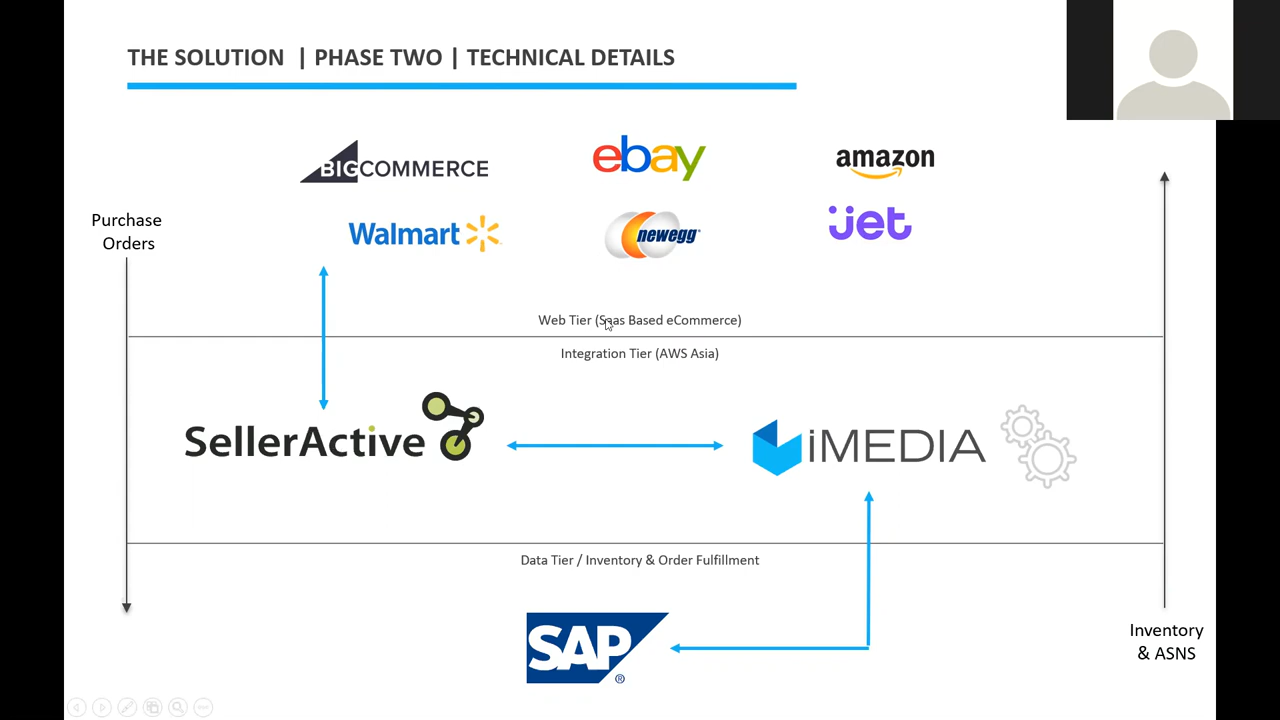 THE SOLUTION | PHASE TWO | TECHNICAL DETAILS
BIGCOMMERCE
ebay
amazon
Walmart
newegg
jet
Purchase
Orders
Web Tier (Saas Based eCommerce)
Integration Tier (AWS Asia)
SellerActive
iMEDIA
Data Tier / Inventory & Order Fulfillment
SAP
®
Inventory
& ASNS